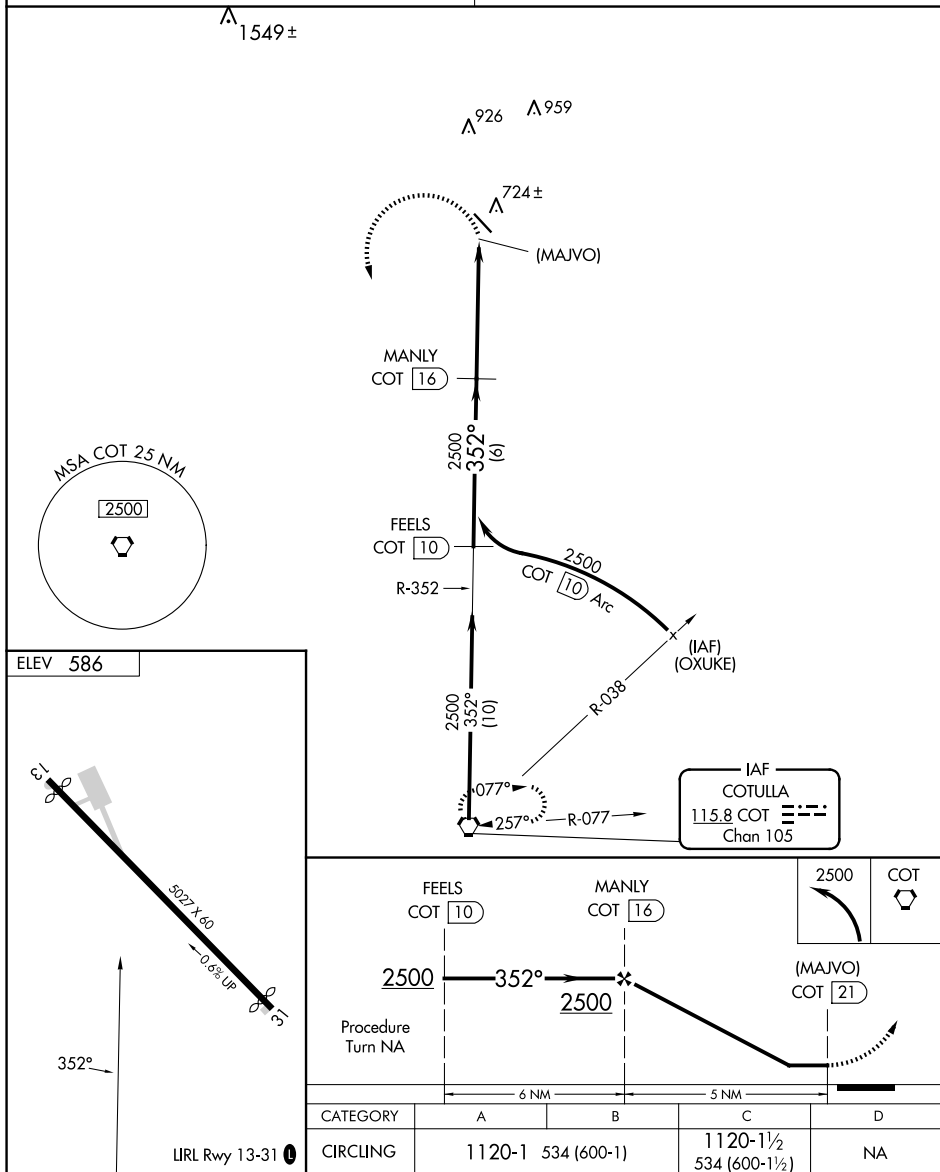 1549±
926
959
724±
(MAJVO)
MANLY
COT 16
2500
352°
(6)
MSA COT 25 NM
2500
FEELS
COT 10
2500
COT 10 Arc
R-352
(IAF)
(OXUKE)
R-038
2500
352°
(10)
077°
257°
R-077
IAF
COTULLA
115.8 COT
Chan 105
ELEV 586
13
5027 X 60
0.6% UP
31
352°
LIRL Rwy 13-31 L
FEELS
COT 10
MANLY
COT 16
2500
COT
(MAJVO)
COT 21
2500
352°
2500
Procedure
Turn NA
6 NM
5 NM
CATEGORY A B C D
CIRCLING 1120-1 534 (600-1) 1120-1½ 534 (600-1½) NA